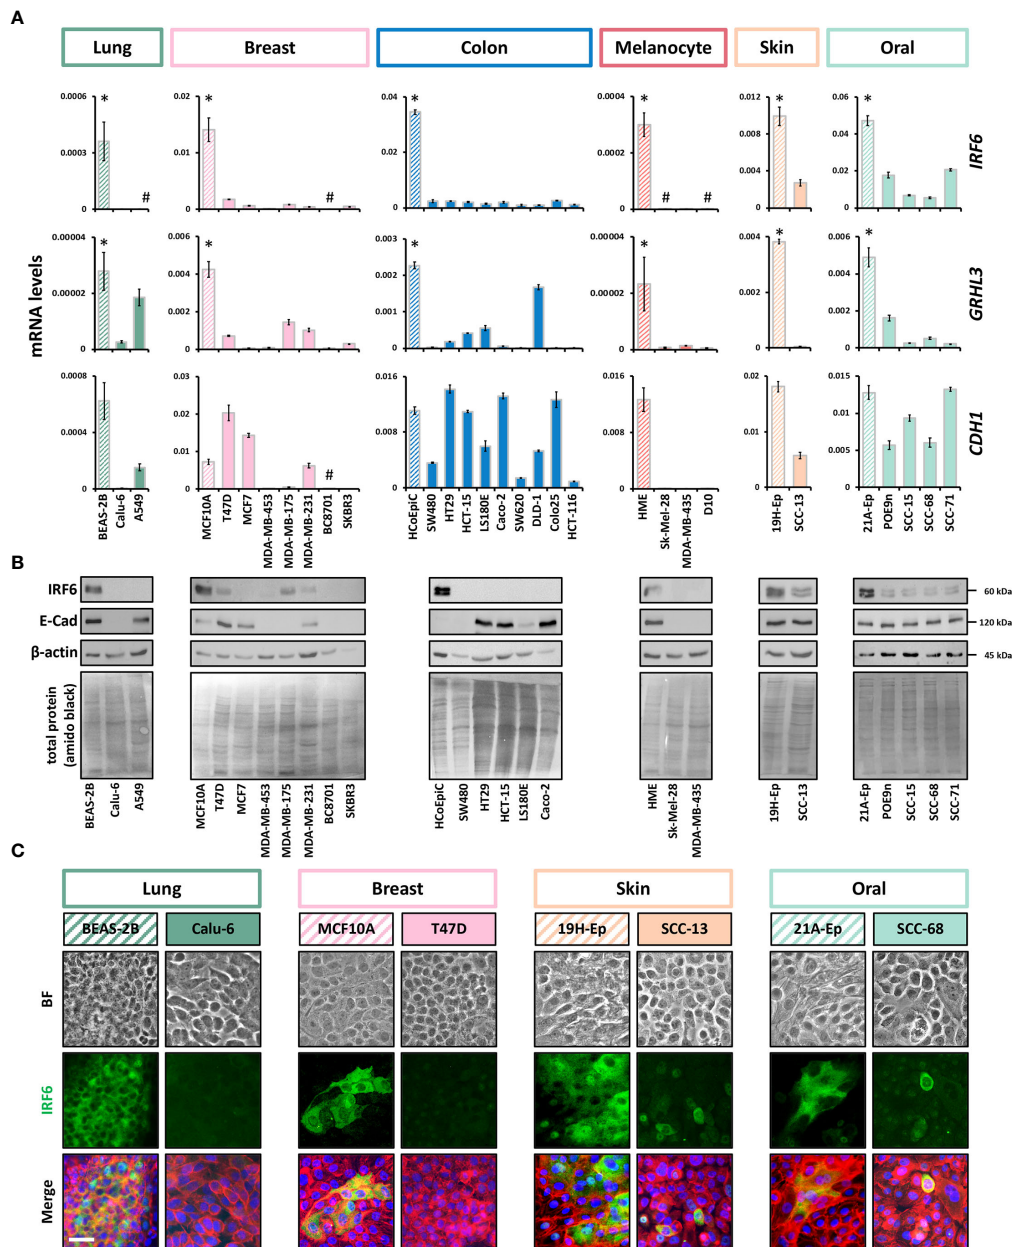 A
Lung
Breast
Colon
Melanocyte
Skin
Oral
mRNA levels
0.0006
0.0003
0
*
#
0.02
0.01
0
*
#
0.04
0.02
0
*
0.0004
0.0002
0
*
#
#
0.012
0.008
0.004
0
*
0.06
0.04
0.02
0
*
IRF6
0.00004
0.00002
0
*
0.006
0.004
0.002
0
*
0.003
0.002
0.001
0
*
0.00004
0.00002
0
*
0.004
0.002
0
*
0.006
0.004
0.002
0
*
GRHL3
0.0008
0.0004
0
0.03
0.02
0.01
0
#
0.016
0.008
0
0.016
0.008
0
0.02
0.01
0
0.015
0.01
0.005
0
CDH1
BEAS-2B
Calu-6
A549
MCF10A
T47D
MCF7
MDA-MB-453
MDA-MB-175
MDA-MB-231
BC8701
SKBR3
HCoEpiC
SW480
HT29
HCT-15
LS180E
Caco-2
SW620
DLD-1
Colo25
HCT-116
HME
Sk-Mel-28
MDA-MB-435
D10
19H-Ep
SCC-13
21A-Ep
POE9n
SCC-15
SCC-68
SCC-71
B
IRF6
60 kDa
E-Cad
120 kDa
β-actin
45 kDa
total protein
(amido black)
BEAS-2B
Calu-6
A549
MCF10A
T47D
MCF7
MDA-MB-453
MDA-MB-175
MDA-MB-231
BC8701
SKBR3
HCoEpiC
SW480
HT29
HCT-15
LS180E
Caco-2
HME
Sk-Mel-28
MDA-MB-435
19H-Ep
SCC-13
21A-Ep
POE9n
SCC-15
SCC-68
SCC-71
C
Lung
Breast
Skin
Oral
BEAS-2B
Calu-6
MCF10A
T47D
19H-Ep
SCC-13
21A-Ep
SCC-68
BF
IRF6
Merge